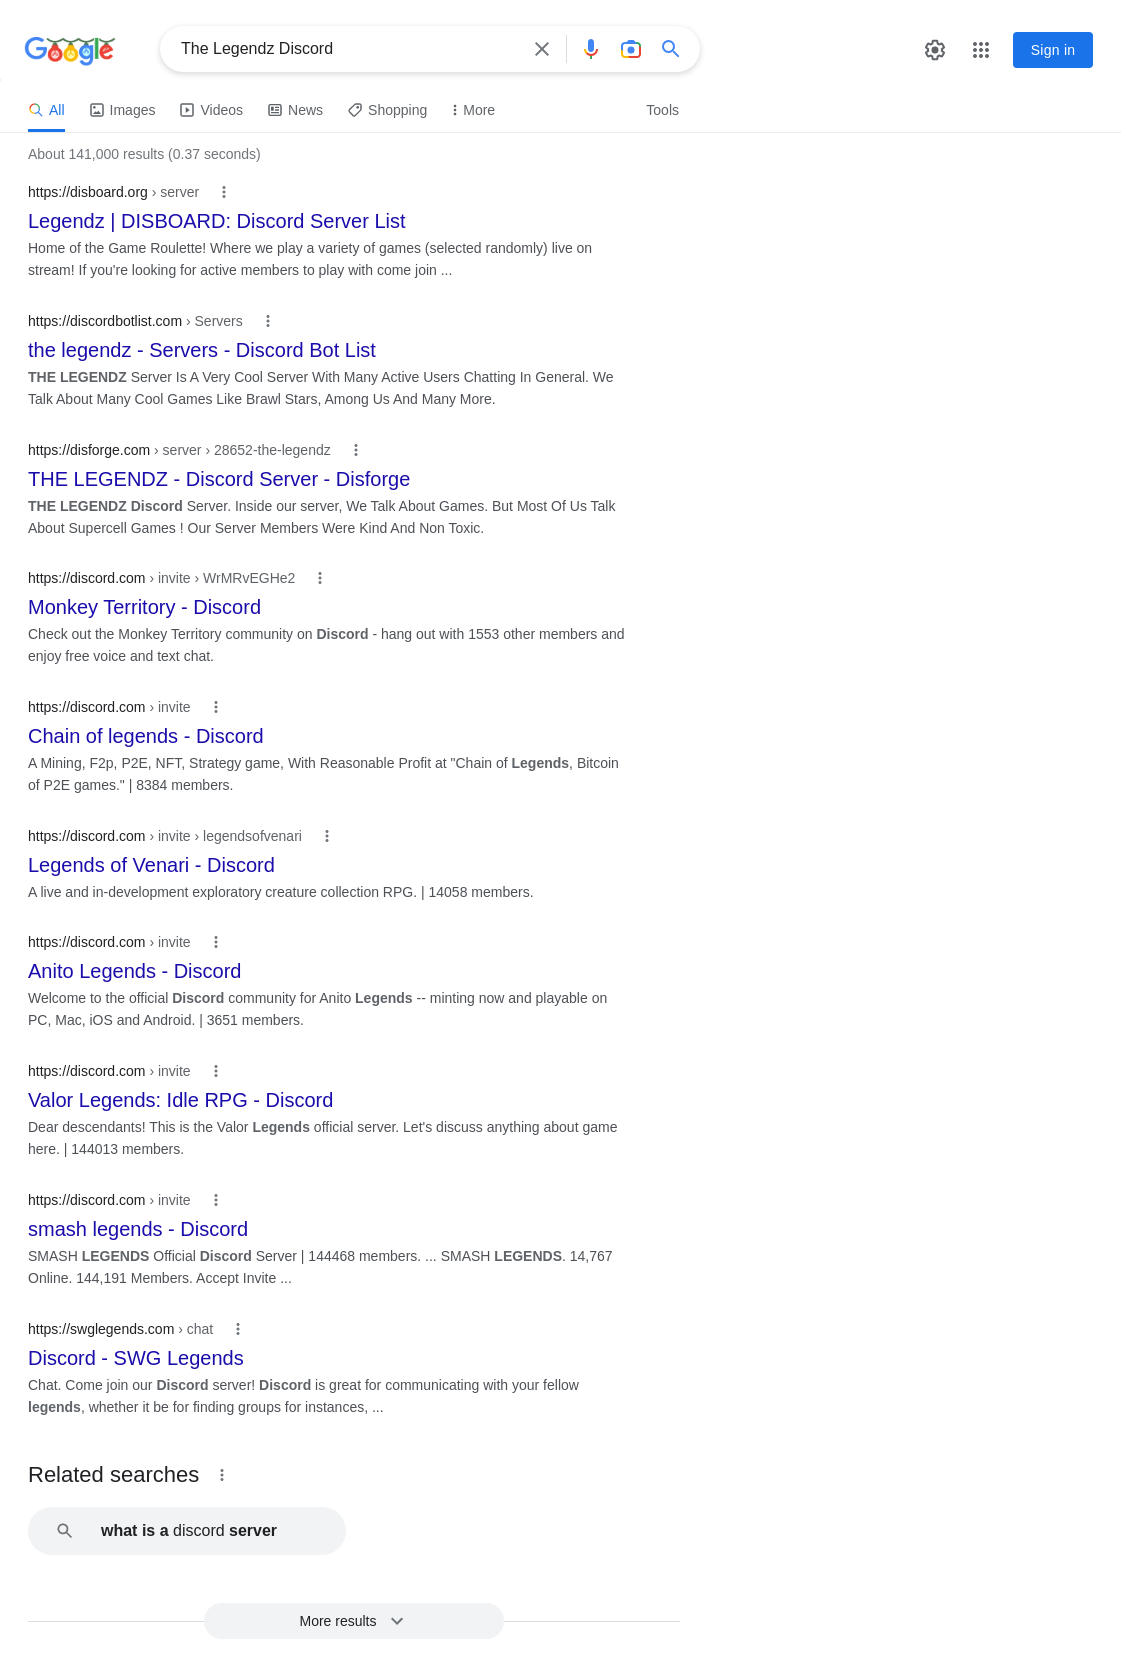 Google
The Legendz Discord
Sign in
All Images Videos News Shopping More Tools
About 141,000 results (0.37 seconds)
https://disboard.org › server
Legendz | DISBOARD: Discord Server List
Home of the Game Roulette! Where we play a variety of games (selected randomly) live on
stream! If you're looking for active members to play with come join ...
https://discordbotlist.com › Servers
the legendz - Servers - Discord Bot List
THE LEGENDZ Server Is A Very Cool Server With Many Active Users Chatting In General. We
Talk About Many Cool Games Like Brawl Stars, Among Us And Many More.
https://disforge.com › server › 28652-the-legendz
THE LEGENDZ - Discord Server - Disforge
THE LEGENDZ Discord Server. Inside our server, We Talk About Games. But Most Of Us Talk
About Supercell Games ! Our Server Members Were Kind And Non Toxic.
https://discord.com › invite › WrMRvEGHe2
Monkey Territory - Discord
Check out the Monkey Territory community on Discord - hang out with 1553 other members and
enjoy free voice and text chat.
https://discord.com › invite
Chain of legends - Discord
A Mining, F2p, P2E, NFT, Strategy game, With Reasonable Profit at "Chain of Legends, Bitcoin
of P2E games." | 8384 members.
https://discord.com › invite › legendsofvenari
Legends of Venari - Discord
A live and in-development exploratory creature collection RPG. | 14058 members.
https://discord.com › invite
Anito Legends - Discord
Welcome to the official Discord community for Anito Legends -- minting now and playable on
PC, Mac, iOS and Android. | 3651 members.
https://discord.com › invite
Valor Legends: Idle RPG - Discord
Dear descendants! This is the Valor Legends official server. Let's discuss anything about game
here. | 144013 members.
https://discord.com › invite
smash legends - Discord
SMASH LEGENDS Official Discord Server | 144468 members. ... SMASH LEGENDS. 14,767
Online. 144,191 Members. Accept Invite ...
https://swglegends.com › chat
Discord - SWG Legends
Chat. Come join our Discord server! Discord is great for communicating with your fellow
legends, whether it be for finding groups for instances, ...
Related searches
what is a discord server
More results